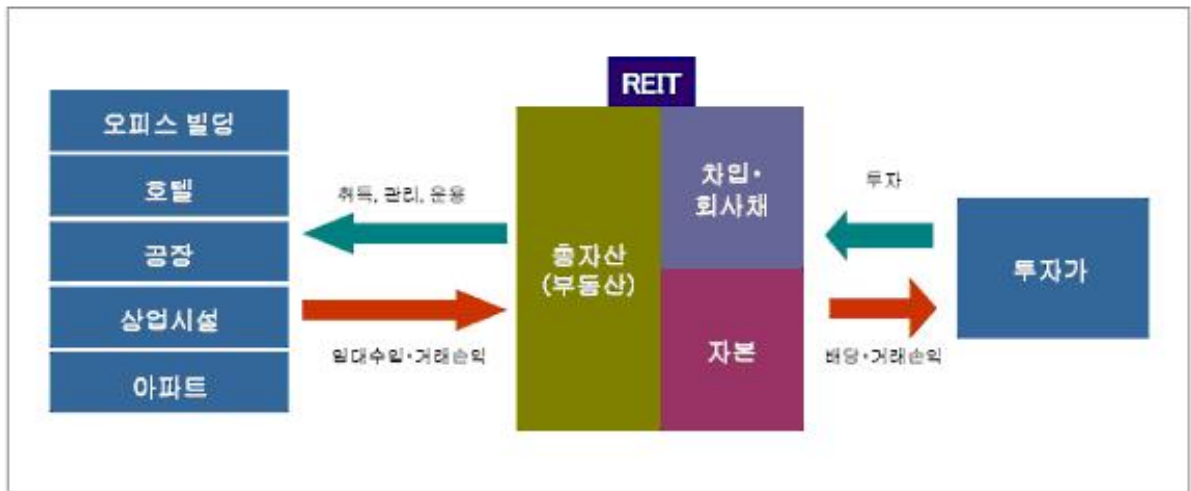 REIT
오피스 빌딩
호텔
공장
상업시설
아파트
취득, 관리, 운용
임대수입·거래손익
총자산
(부동산)
차입·
회사채
자본
투자
배당·거래손익
투자가